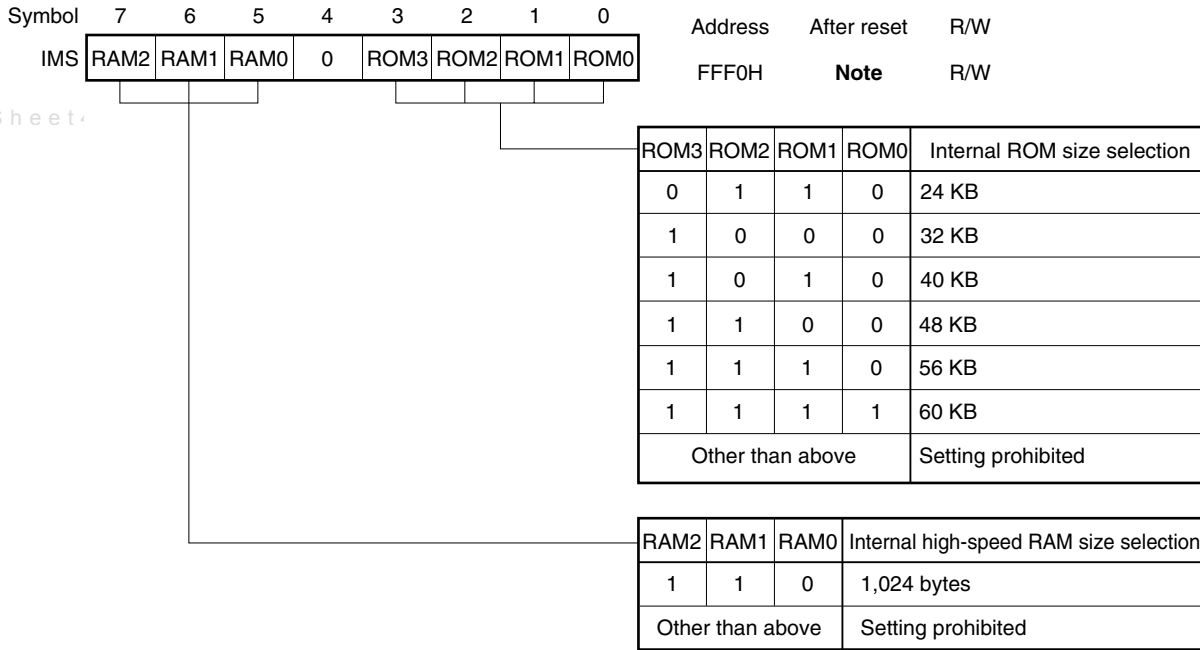 Symbol 7 6 5 4 3 2 1 0
Address After reset R/W
IMS RAM2 RAM1 RAM0 0 ROM3 ROM2 ROM1 ROM0
FFF0H Note R/W
ROM3 ROM2 ROM1 ROM0 Internal ROM size selection
0 1 1 0 24 KB
1 0 0 0 32 KB
1 0 1 0 40 KB
1 1 0 0 48 KB
1 1 1 0 56 KB
1 1 1 1 60 KB
Other than above Setting prohibited
RAM2 RAM1 RAM0 Internal high-speed RAM size selection
1 1 0 1,024 bytes
Other than above Setting prohibited